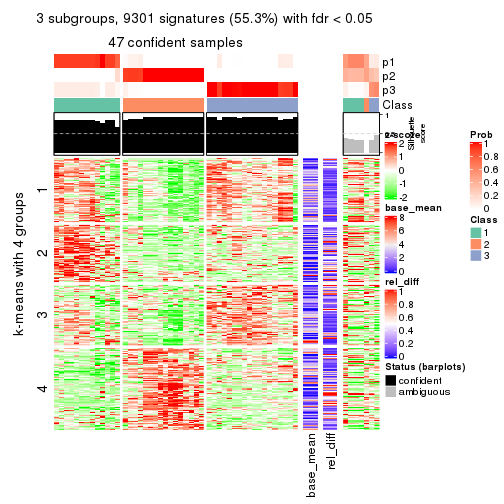 3 subgroups, 9301 signatures (55.3%) with fdr < 0.05
47 confident samples
p1
p2
p3
Class
1
Silhouette
score
z-score
2
1
0
-1
-2
base_mean
8
6
4
2
0
rel_diff
1
0.8
0.6
0.4
0.2
0
Status (barplots)
confident
ambiguous
Prob
1
0.8
0.6
0.4
0.2
0
Class
1
2
3
k-means with 4 groups
1
2
3
4
base_mean
rel_diff